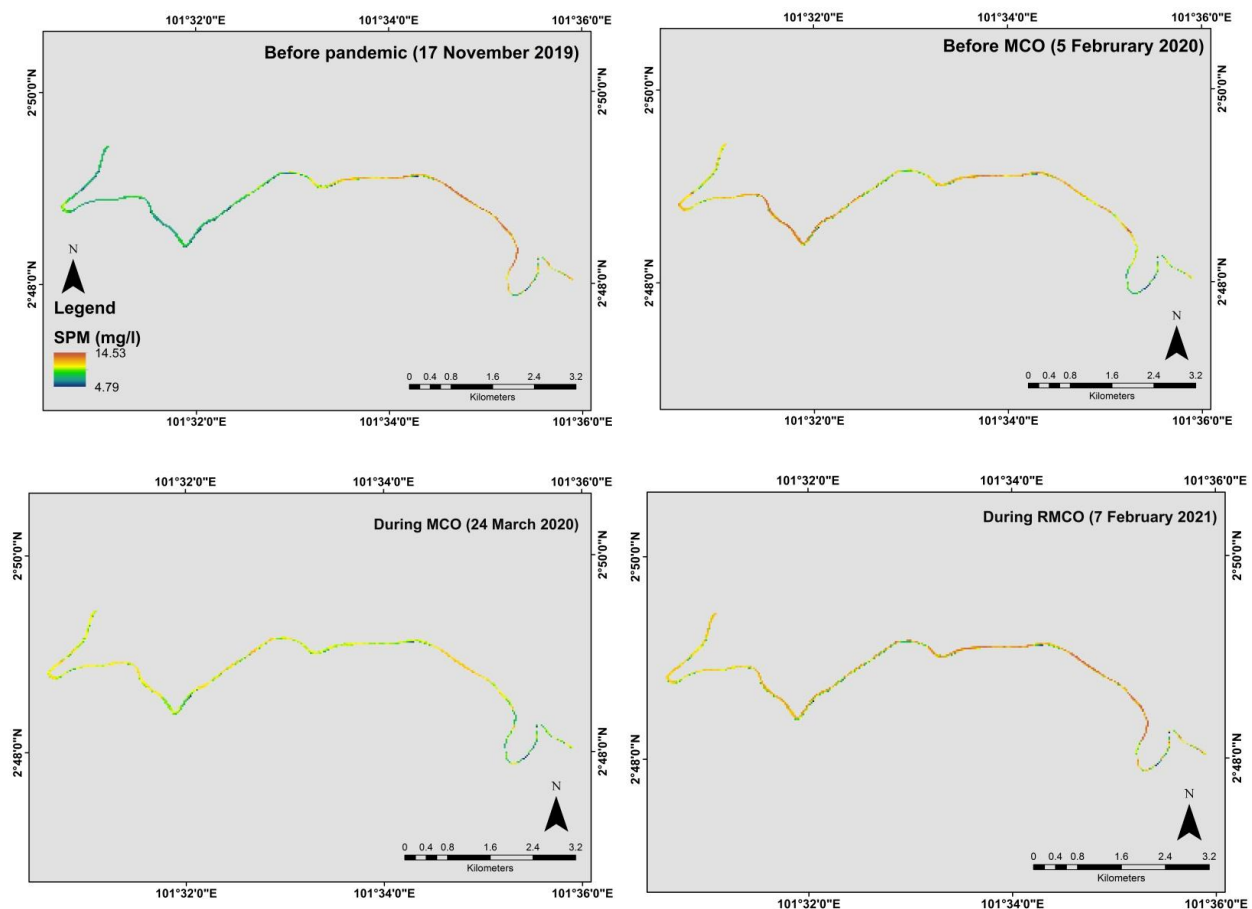 101°32'0"E 101°34'0"E 101°36'0"E
Before pandemic (17 November 2019)
2°50'0"N 2°50'0"N
2°48'0"N 2°48'0"N
N
Legend
SPM (mg/l)
14.53
4.79
0 0.4 0.8 1.6 2.4 3.2
Kilometers
101°32'0"E 101°34'0"E 101°36'0"E
101°32'0"E 101°34'0"E 101°36'0"E
Before MCO (5 Februrary 2020)
2°50'0"N 2°50'0"N
2°48'0"N 2°48'0"N
N
0 0.4 0.8 1.6 2.4 3.2
Kilometers
101°32'0"E 101°34'0"E 101°36'0"E
101°32'0"E 101°34'0"E 101°36'0"E
During MCO (24 March 2020)
2°50'0"N 2°50'0"N
2°48'0"N 2°48'0"N
N
0 0.4 0.8 1.6 2.4 3.2
Kilometers
101°32'0"E 101°34'0"E 101°36'0"E
101°32'0"E 101°34'0"E 101°36'0"E
During RMCO (7 February 2021)
2°50'0"N 2°50'0"N
2°48'0"N 2°48'0"N
N
0 0.4 0.8 1.6 2.4 3.2
Kilometers
101°32'0"E 101°34'0"E 101°36'0"E